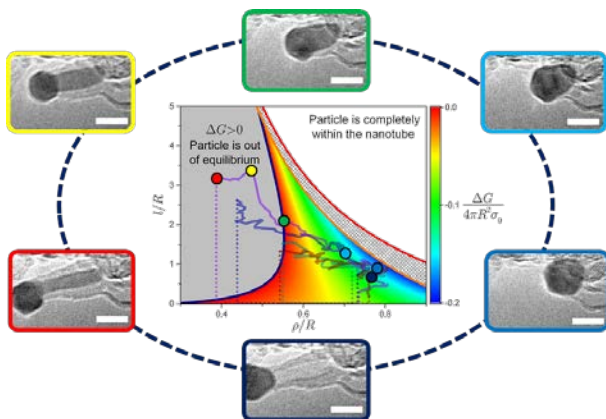 ΔG>0
Particle is out
of equilibrium
Particle is completely
within the nanotube
5
4
3
2
1
0
l/R
0.4
0.6
0.8
ρ/R
0.0
-0.1
-0.2
ΔG
4πR²σ₀